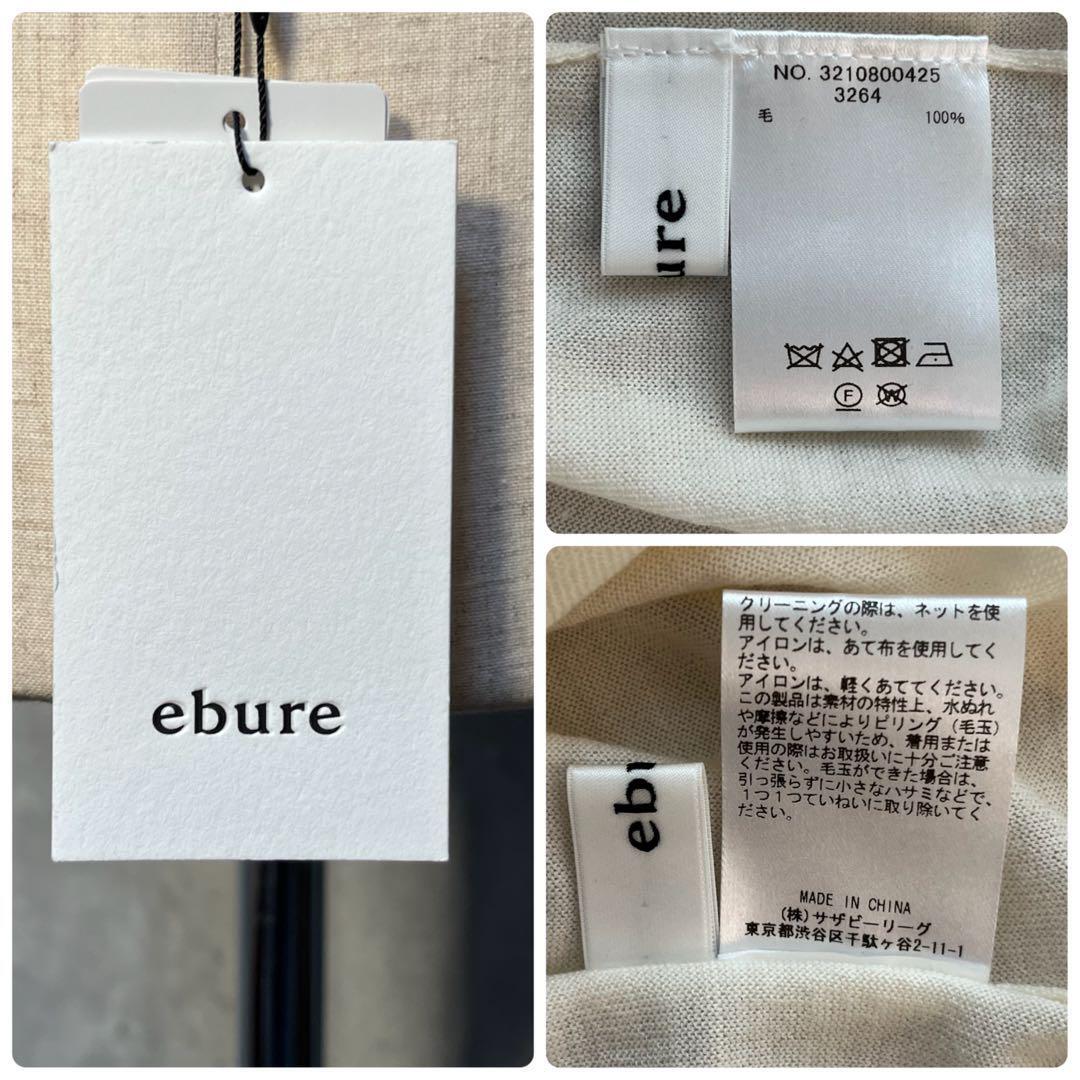 ebure
NO. 3210800425
3264
毛 100%
ure
F
W
クリーニングの際は、ネットを使
用してください。
アイロンは、あて布を使用してく
ださい。
アイロンは、軽くあててください。
この製品は素材の特性上、水ぬれ
や摩擦などによりピリング（毛玉）
が発生しやすいため、着用または
使用の際はお取扱いに十分ご注意
ください。毛玉ができた場合は、
引っ張らずに小さなハサミなどで、
１つ１つていねいに取り除いてく
ださい。
ebu
MADE IN CHINA
(株)サザビーリーグ
東京都渋谷区千駄ヶ谷2-11-1